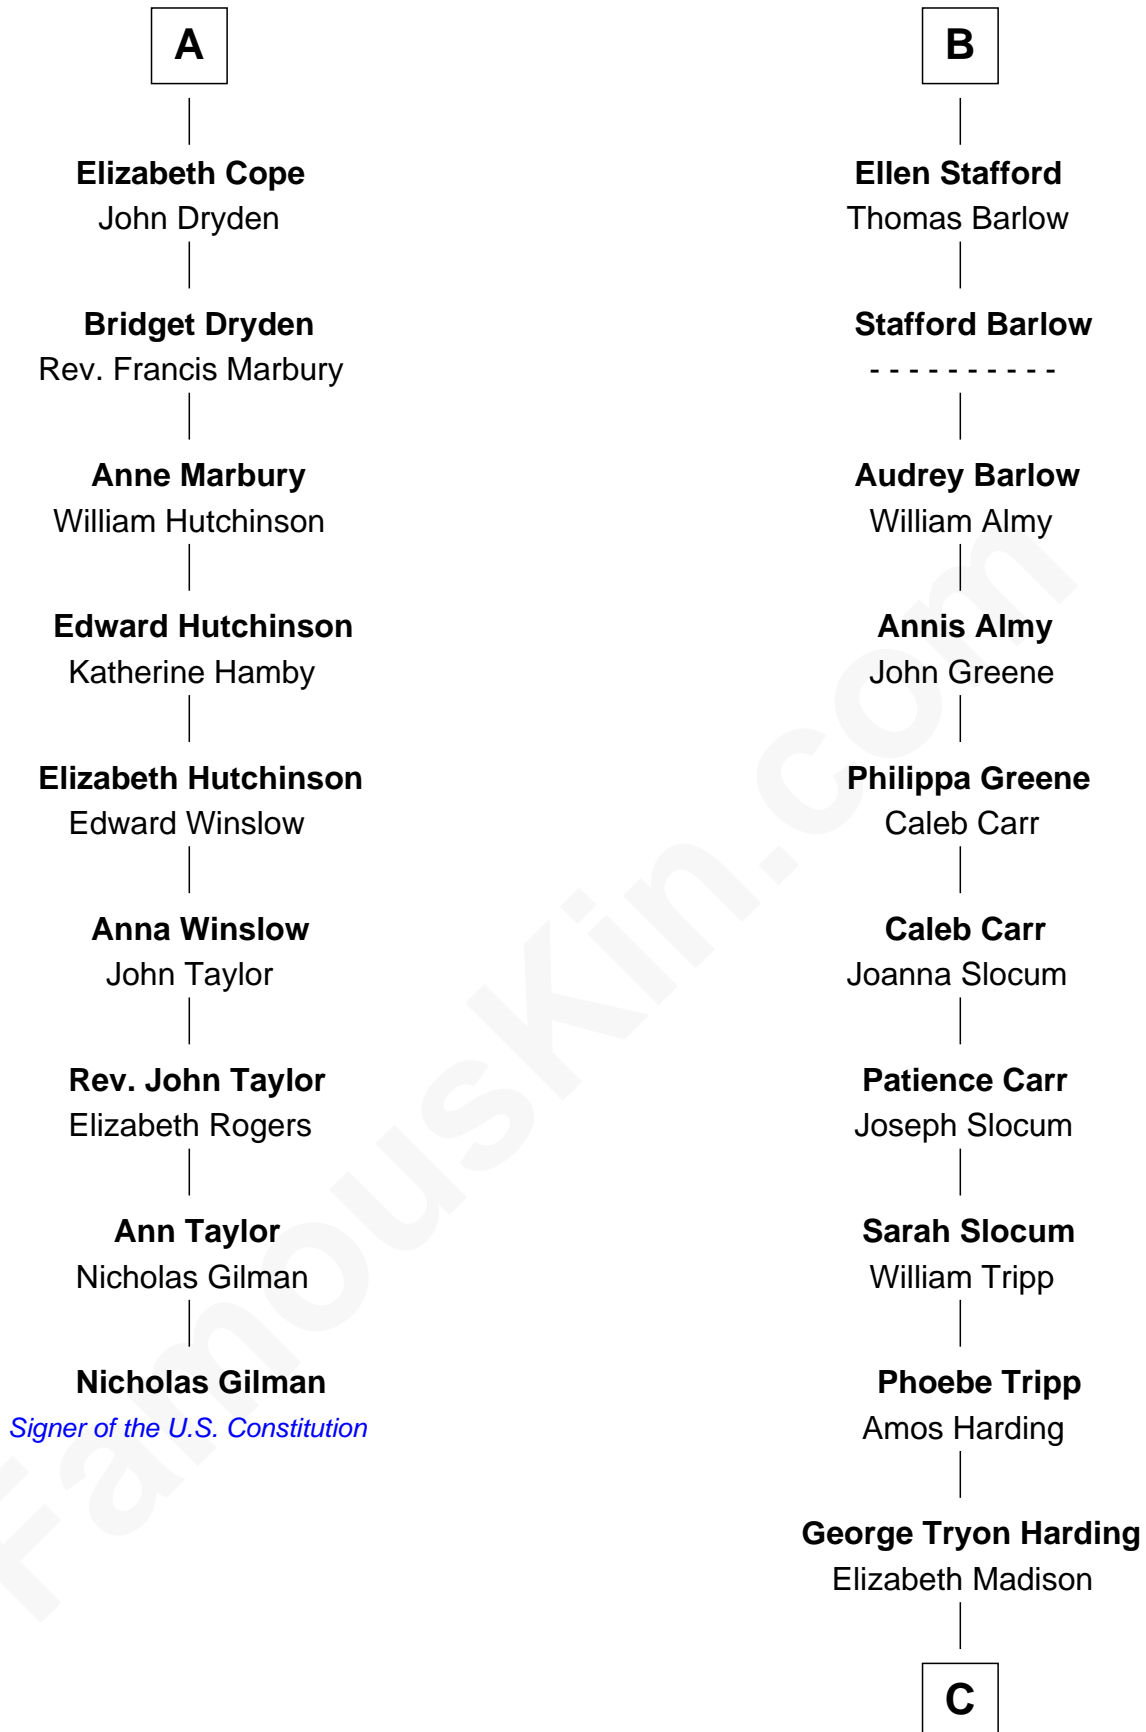 A
Elizabeth Cope
John Dryden
Bridget Dryden
Rev. Francis Marbury
Anne Marbury
William Hutchinson
Edward Hutchinson
Katherine Hamby
Elizabeth Hutchinson
Edward Winslow
Anna Winslow
John Taylor
Rev. John Taylor
Elizabeth Rogers
Ann Taylor
Nicholas Gilman
Nicholas Gilman
Signer of the U.S. Constitution
B
Ellen Stafford
Thomas Barlow
Stafford Barlow
- - - - - - - - - -
Audrey Barlow
William Almy
Annis Almy
John Greene
Philippa Greene
Caleb Carr
Caleb Carr
Joanna Slocum
Patience Carr
Joseph Slocum
Sarah Slocum
William Tripp
Phoebe Tripp
Amos Harding
George Tryon Harding
Elizabeth Madison
C
FamousKin.com